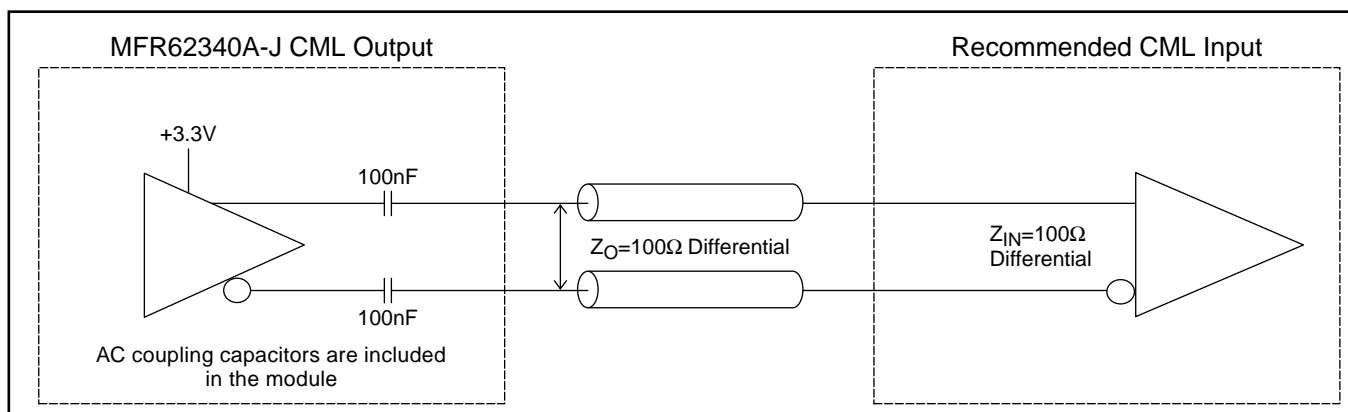 MFR62340A-J CML Output
Recommended CML Input
+3.3V
100nF
ZO=100Ω Differential
ZIN=100Ω
Differential
100nF
AC coupling capacitors are included
in the module